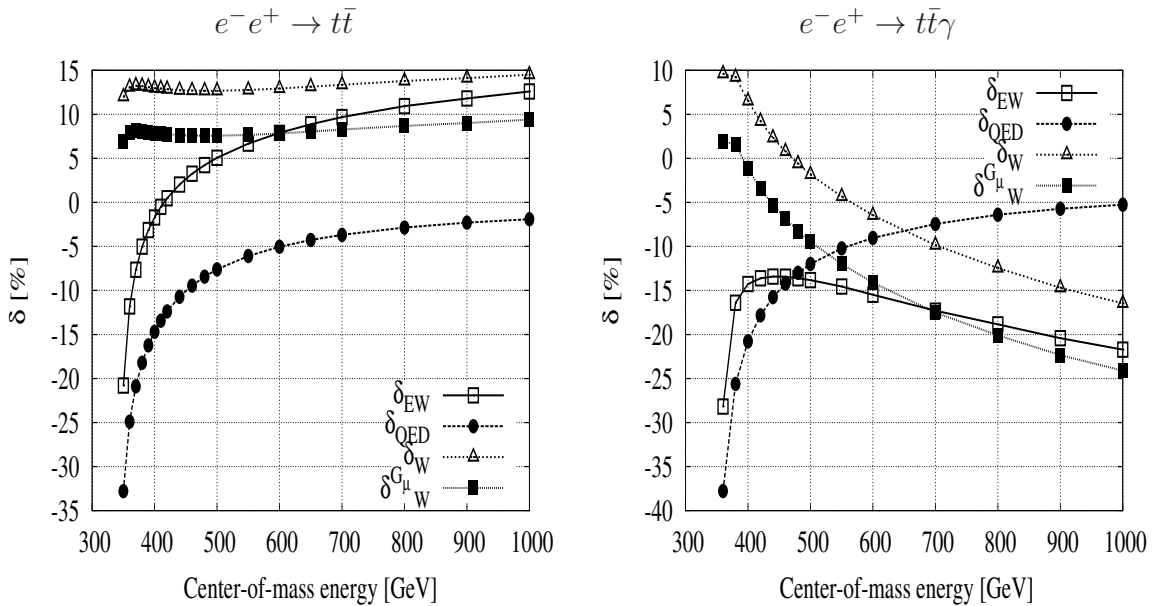 e⁻e⁺ → tt̄
15
10
5
0
-5
-10
-15
-20
-25
-30
-35
δ [%]
δ_EW
δ_QED
δ_W
δ^{G_μ}_W
300 400 500 600 700 800 900 1000
Center-of-mass energy [GeV]
e⁻e⁺ → tt̄γ
10
5
0
-5
-10
-15
-20
-25
-30
-35
-40
δ [%]
δ_EW
δ_QED
δ_W
δ^{G_μ}_W
300 400 500 600 700 800 900 1000
Center-of-mass energy [GeV]